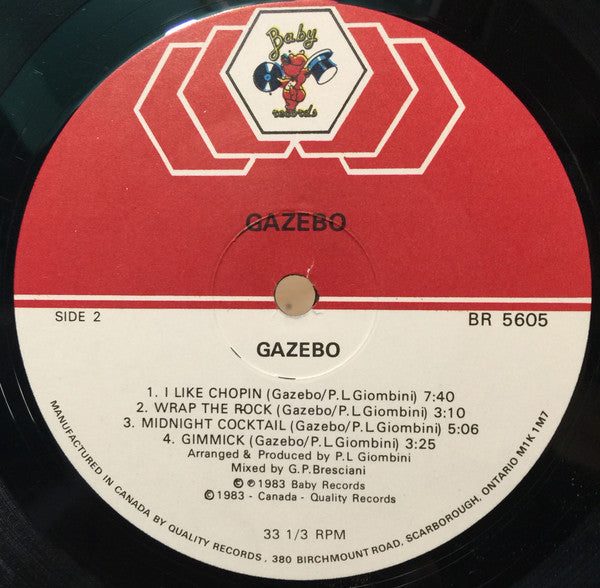 Baby
records
GAZEBO
SIDE 2
BR 5605
GAZEBO
1. I LIKE CHOPIN (Gazebo/P.L Giombini) 7:40
2. WRAP THE ROCK (Gazebo/P.L.Giombini) 3:10
3. MIDNIGHT COCKTAIL (Gazebo/P.L.Giombini) 5:06
4. GIMMICK (Gazebo/P.L.Giombini) 3:25
Arranged & Produced by P.L Giombini
Mixed by G.P.Bresciani
©℗1983 Baby Records
©1983 - Canada - Quality Records
33 1/3 RPM
MANUFACTURED IN CANADA BY QUALITY RECORDS, 380 BIRCHMOUNT ROAD, SCARBOROUGH, ONTARIO M1K 1M7